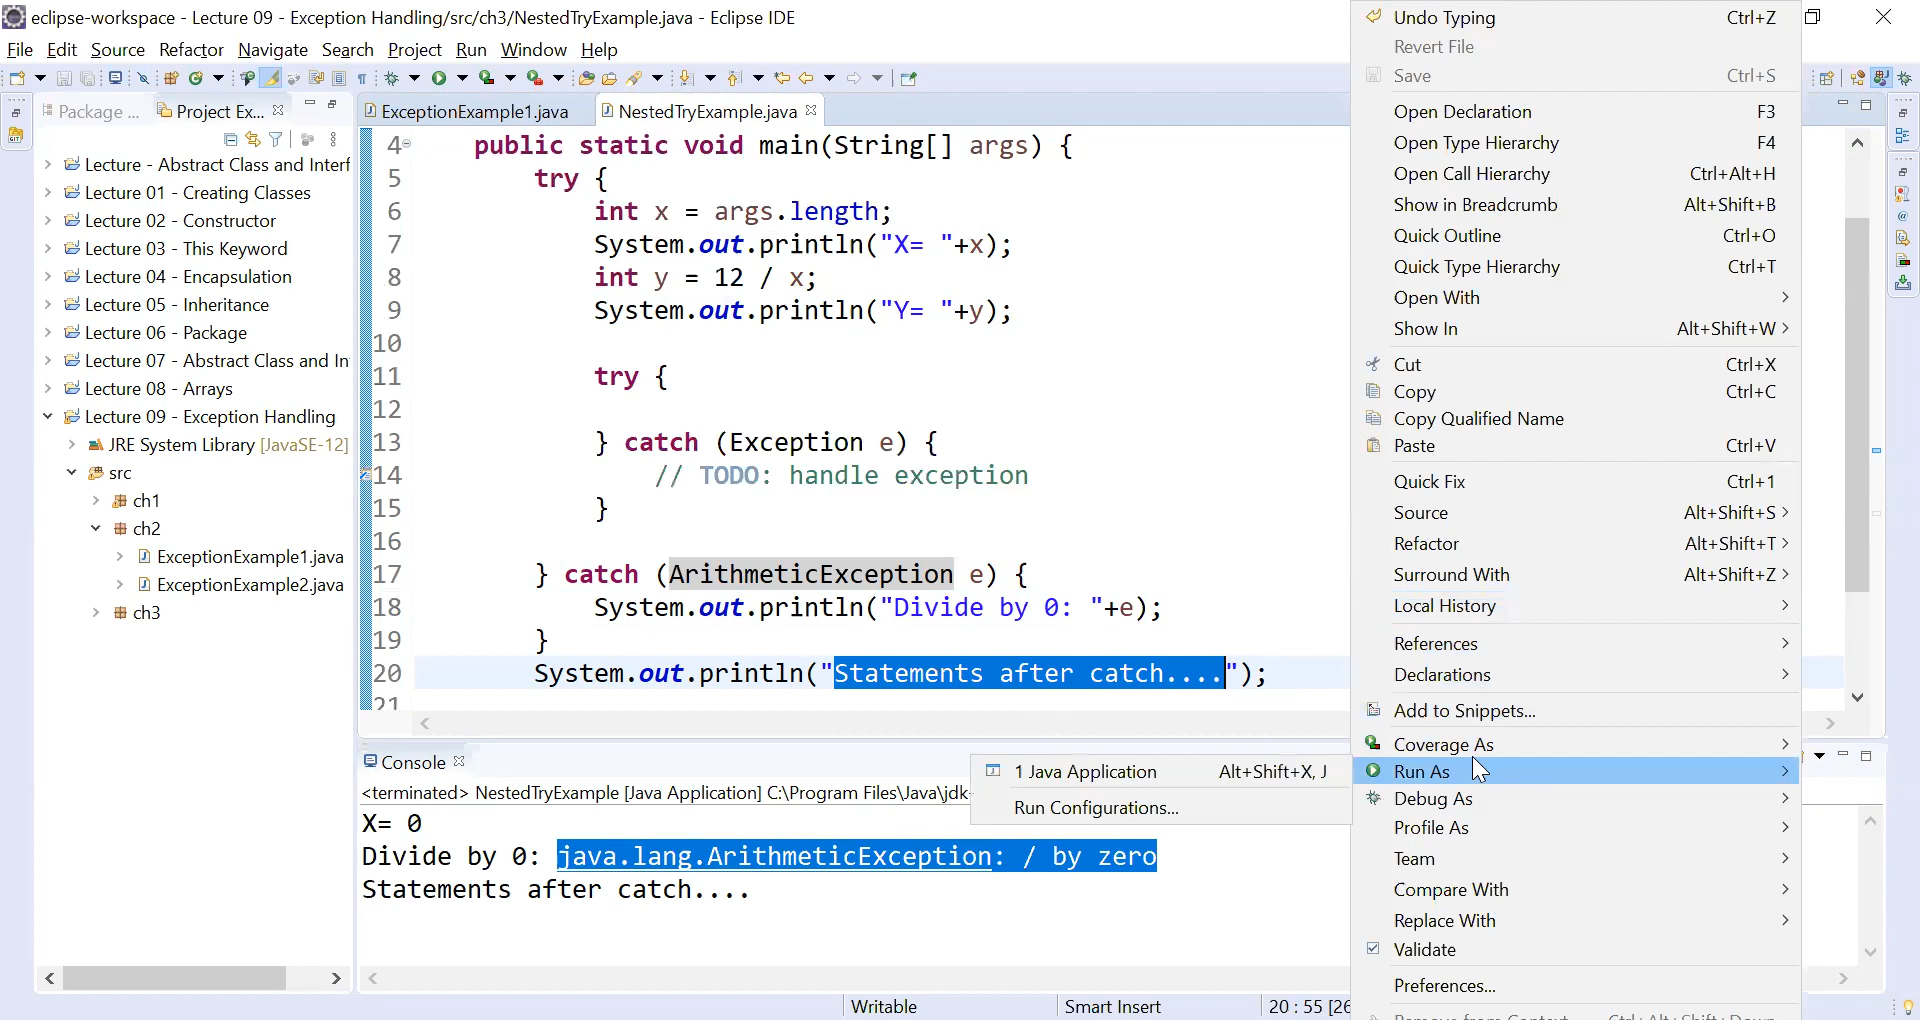 eclipse-workspace - Lecture 09 - Exception Handling/src/ch3/NestedTryExample.java - Eclipse IDE
File Edit Source Refactor Navigate Search Project Run Window Help
Package ... Project Ex...
Lecture - Abstract Class and Interf
Lecture 01 - Creating Classes
Lecture 02 - Constructor
Lecture 03 - This Keyword
Lecture 04 - Encapsulation
Lecture 05 - Inheritance
Lecture 06 - Package
Lecture 07 - Abstract Class and In
Lecture 08 - Arrays
Lecture 09 - Exception Handling
JRE System Library [JavaSE-12]
src
ch1
ch2
ExceptionExample1.java
ExceptionExample2.java
ch3
ExceptionExample1.java NestedTryExample.java
4 public static void main(String[] args) {
5 try {
6 int x = args.length;
7 System.out.println("X= "+x);
8 int y = 12 / x;
9 System.out.println("Y= "+y);
10
11 try {
12
13 } catch (Exception e) {
14 // TODO: handle exception
15 }
16
17 } catch (ArithmeticException e) {
18 System.out.println("Divide by 0: "+e);
19 }
20 System.out.println("Statements after catch....");
21
Console
<terminated> NestedTryExample [Java Application] C:\Program Files\Java\jdk-
X= 0
Divide by 0: java.lang.ArithmeticException: / by zero
Statements after catch....
1 Java Application Alt+Shift+X, J
Run Configurations...
Undo Typing Ctrl+Z
Revert File
Save Ctrl+S
Open Declaration F3
Open Type Hierarchy F4
Open Call Hierarchy Ctrl+Alt+H
Show in Breadcrumb Alt+Shift+B
Quick Outline Ctrl+O
Quick Type Hierarchy Ctrl+T
Open With
Show In Alt+Shift+W
Cut Ctrl+X
Copy Ctrl+C
Copy Qualified Name
Paste Ctrl+V
Quick Fix Ctrl+1
Source Alt+Shift+S
Refactor Alt+Shift+T
Surround With Alt+Shift+Z
Local History
References
Declarations
Add to Snippets...
Coverage As
Run As
Debug As
Profile As
Team
Compare With
Replace With
Validate
Preferences...
Writable Smart Insert 20 : 55 [26